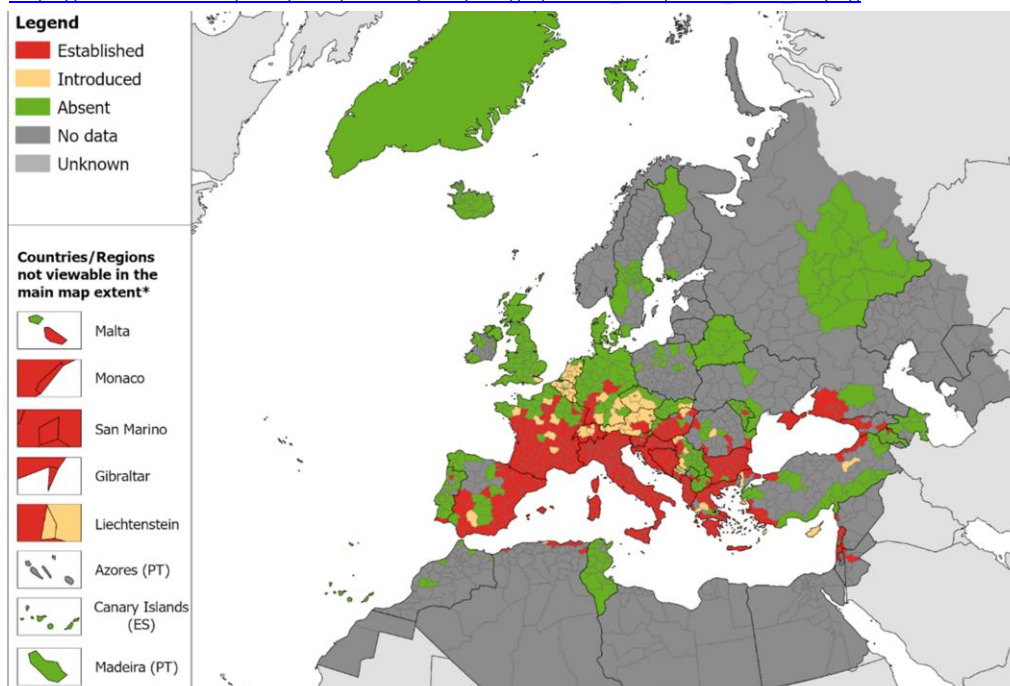 Legend
Established
Introduced
Absent
No data
Unknown
Countries/Regions
not viewable in the
main map extent*
Malta
Monaco
San Marino
Gibraltar
Liechtenstein
Azores (PT)
Canary Islands
(ES)
Madeira (PT)